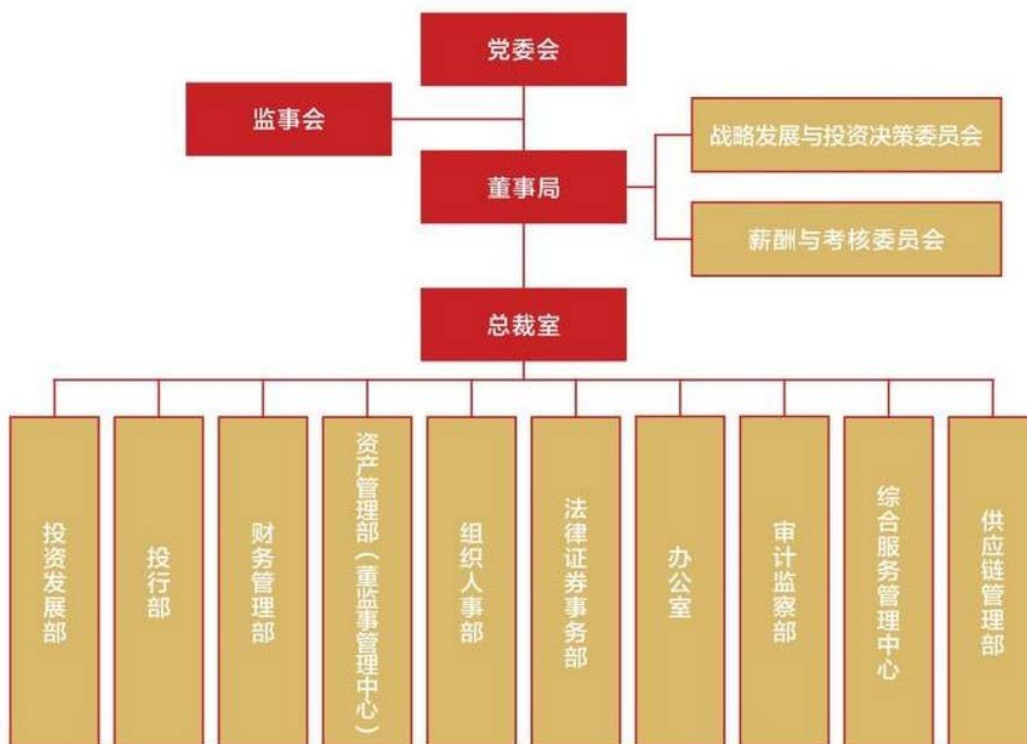 党委会
监事会
战略发展与投资决策委员会
董事局
薪酬与考核委员会
总裁室
投资发展部
投行部
财务管理部
资产管理部（董监事管理中心）
组织人事部
法律证券事务部
办公室
审计监察部
综合服务管理中心
供应链管理部